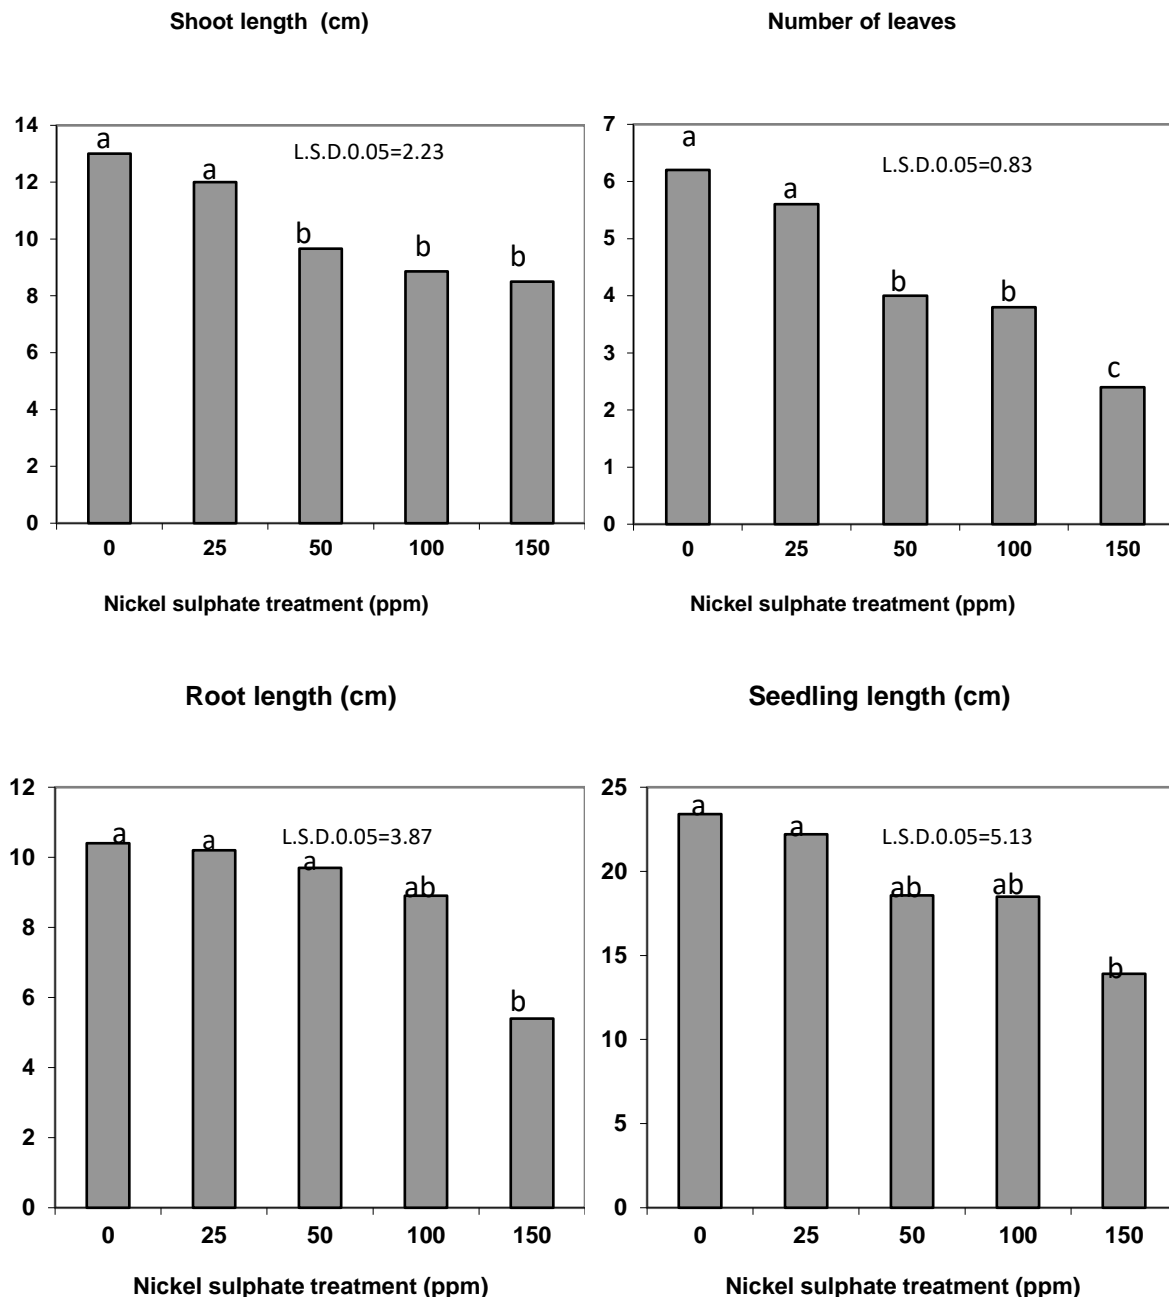 Shoot length (cm)
14
12
10
8
6
4
2
0
a
a
b
b
b
L.S.D.0.05=2.23
0 25 50 100 150
Nickel sulphate treatment (ppm)
Number of leaves
7
6
5
4
3
2
1
0
a
a
b
b
c
L.S.D.0.05=0.83
0 25 50 100 150
Nickel sulphate treatment (ppm)
Root length (cm)
12
10
8
6
4
2
0
a
a
a
ab
b
L.S.D.0.05=3.87
0 25 50 100 150
Nickel sulphate treatment (ppm)
Seedling length (cm)
25
20
15
10
5
0
a
a
ab
ab
b
L.S.D.0.05=5.13
0 25 50 100 150
Nickel sulphate treatment (ppm)